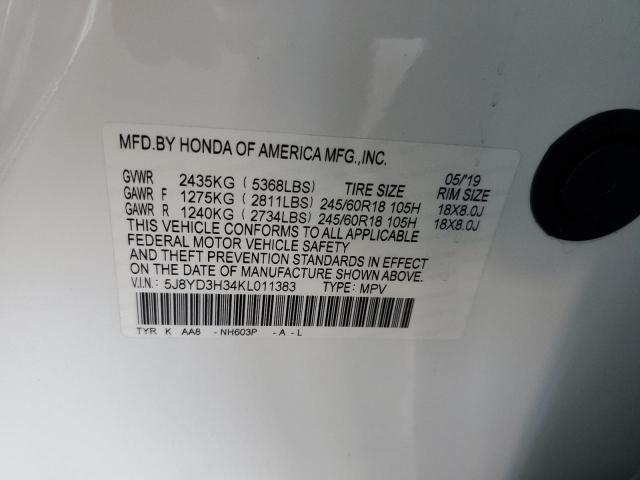 MFD.BY HONDA OF AMERICA MFG.,INC.
GVWR 2435KG ( 5368LBS) TIRE SIZE 05/'19 RIM SIZE
GAWR F 1275KG ( 2811LBS) 245/60R18 105H 18X8.0J
GAWR R 1240KG ( 2734LBS) 245/60R18 105H 18X8.0J
THIS VEHICLE CONFORMS TO ALL APPLICABLE
FEDERAL MOTOR VEHICLE SAFETY
AND THEFT PREVENTION STANDARDS IN EFFECT
ON THE DATE OF MANUFACTURE SHOWN ABOVE.
V.I.N.: 5J8YD3H34KL011383 TYPE: MPV
TYR K AA8 -NH603P -A-L